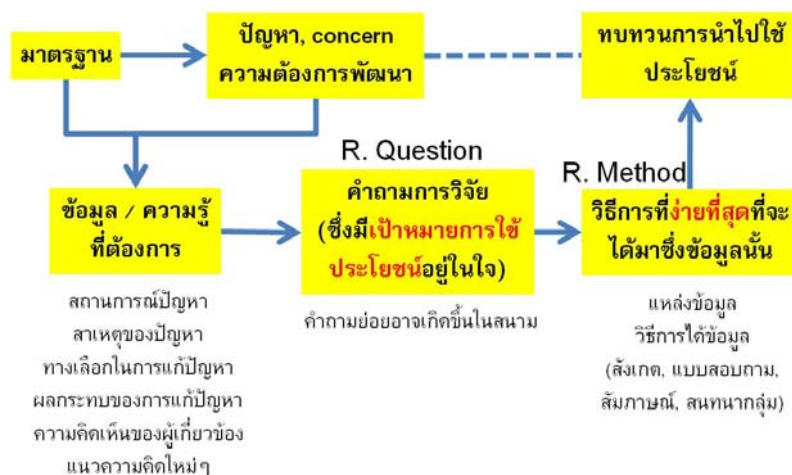 มาตรฐาน
ปัญหา, concern
ความต้องการพัฒนา
ทบทวนการนำไปใช้
ประโยชน์
R. Question
R. Method
ข้อมูล / ความรู้
ที่ต้องการ
คำถามการวิจัย
(ซึ่งมีเป้าหมายการใช้
ประโยชน์อยู่ในใจ)
วิธีการที่ง่ายที่สุดที่จะ
ได้มาซึ่งข้อมูลนั้น
สถานการณ์ปัญหา
สาเหตุของปัญหา
ทางเลือกในการแก้ปัญหา
ผลกระทบของการแก้ปัญหา
ความคิดเห็นของผู้เกี่ยวข้อง
แนวความคิดใหม่ๆ
คำถามย่อยอาจเกิดขึ้นในสนาม
แหล่งข้อมูล
วิธีการได้ข้อมูล
(สังเกต, แบบสอบถาม,
สัมภาษณ์, สนทนากลุ่ม)